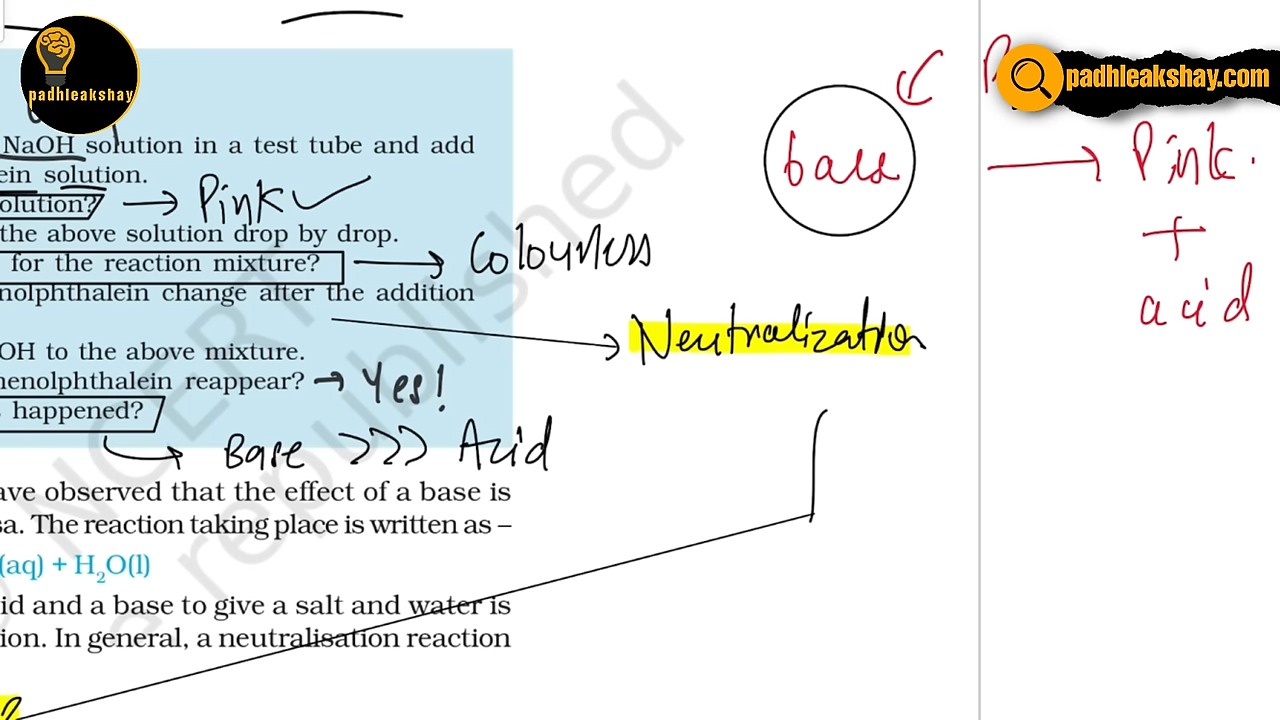 padhleakshay
padhleakshay.com
NaOH solution in a test tube and add
ein solution.
olution? → Pink ✓
the above solution drop by drop.
for the reaction mixture? → Colourless
nolphthalein change after the addition
→ Neutralization
OH to the above mixture.
henolphthalein reappear? → Yes!
happened?
Base >>> Acid
ave observed that the effect of a base is
sa. The reaction taking place is written as –
(aq) + H₂O(l)
id and a base to give a salt and water is
ion. In general, a neutralisation reaction
base
→ Pink.
+
acid
NCERT
republished